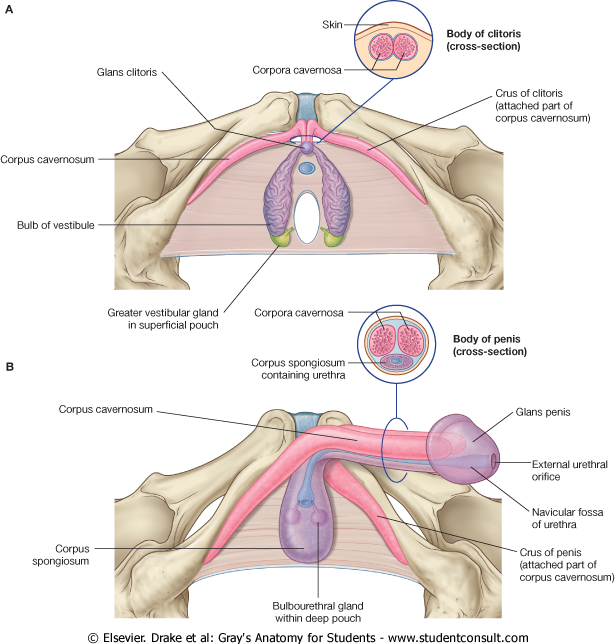 A
Skin
Body of clitoris
(cross-section)
Corpora cavernosa
Glans clitoris
Crus of clitoris
(attached part of
corpus cavernosum)
Corpus cavernosum
Bulb of vestibule
Greater vestibular gland
in superficial pouch
Corpora cavernosa
Body of penis
(cross-section)
Corpus spongiosum
containing urethra
B
Corpus cavernosum
Glans penis
External urethral
orifice
Navicular fossa
of urethra
Corpus
spongiosum
Crus of penis
(attached part of
corpus cavernosum)
Bulbourethral gland
within deep pouch
© Elsevier. Drake et al: Gray's Anatomy for Students - www.studentconsult.com